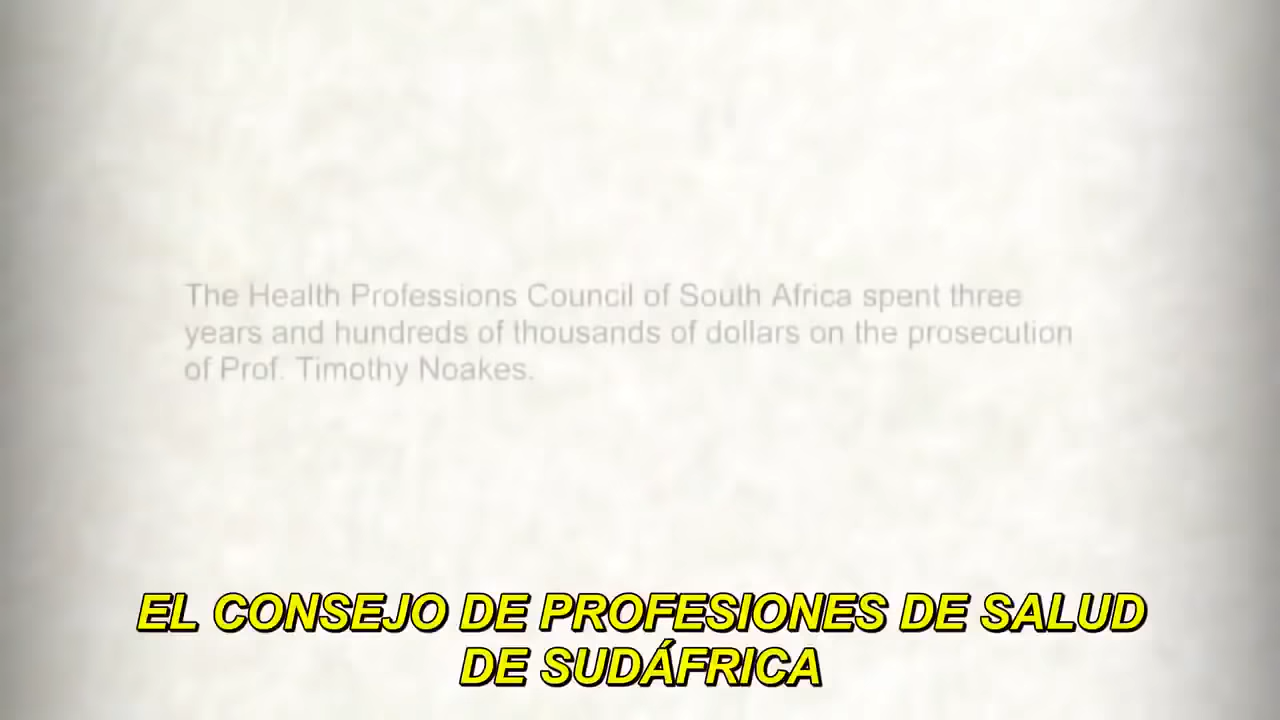 The Health Professions Council of South Africa spent three
years and hundreds of thousands of dollars on the prosecution
of Prof. Timothy Noakes.
EL CONSEJO DE PROFESIONES DE SALUD
DE SUDÁFRICA